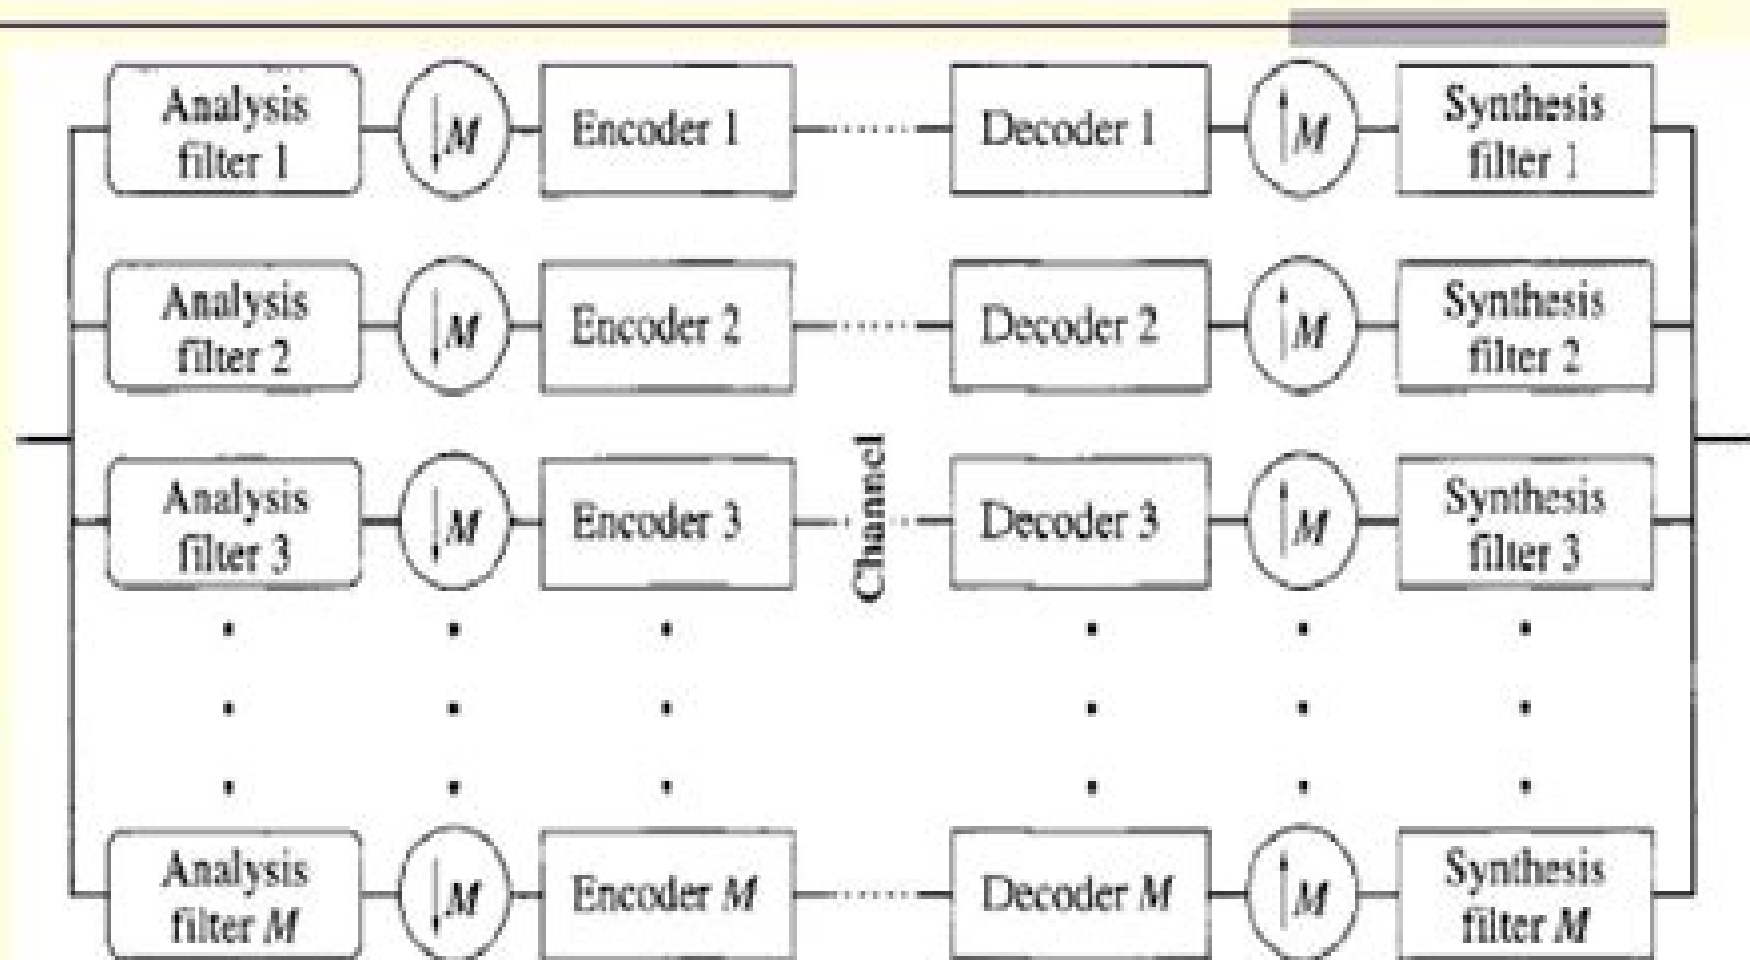 Analysis
filter 1
↓M
Encoder 1
Decoder 1
↑M
Synthesis
filter 1
Analysis
filter 2
↓M
Encoder 2
Decoder 2
↑M
Synthesis
filter 2
Analysis
filter 3
↓M
Encoder 3
Channel
Decoder 3
↑M
Synthesis
filter 3
Analysis
filter M
↓M
Encoder M
Decoder M
↑M
Synthesis
filter M